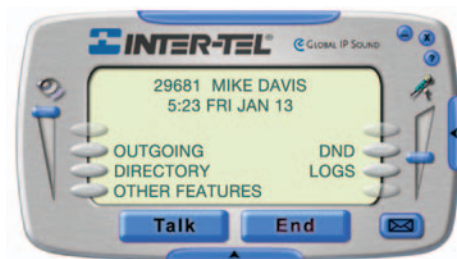 INTER-TEL®
GLOBAL IP SOUND
29681 MIKE DAVIS
5:23 FRI JAN 13
OUTGOING DND
DIRECTORY LOGS
OTHER FEATURES
Talk End